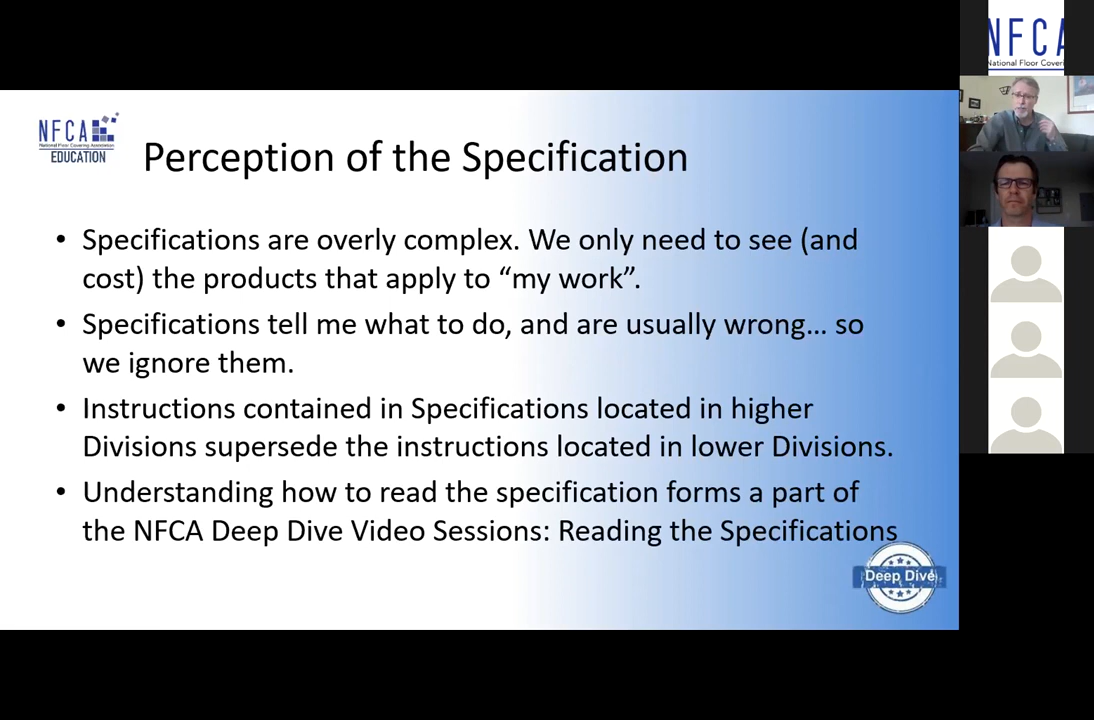 NFCA
National Floor Covering Association
EDUCATION
Perception of the Specification
• Specifications are overly complex. We only need to see (and
cost) the products that apply to “my work”.
• Specifications tell me what to do, and are usually wrong... so
we ignore them.
• Instructions contained in Specifications located in higher
Divisions supersede the instructions located in lower Divisions.
• Understanding how to read the specification forms a part of
the NFCA Deep Dive Video Sessions: Reading the Specifications
Deep Dive
NFCA
National Floor Coveri